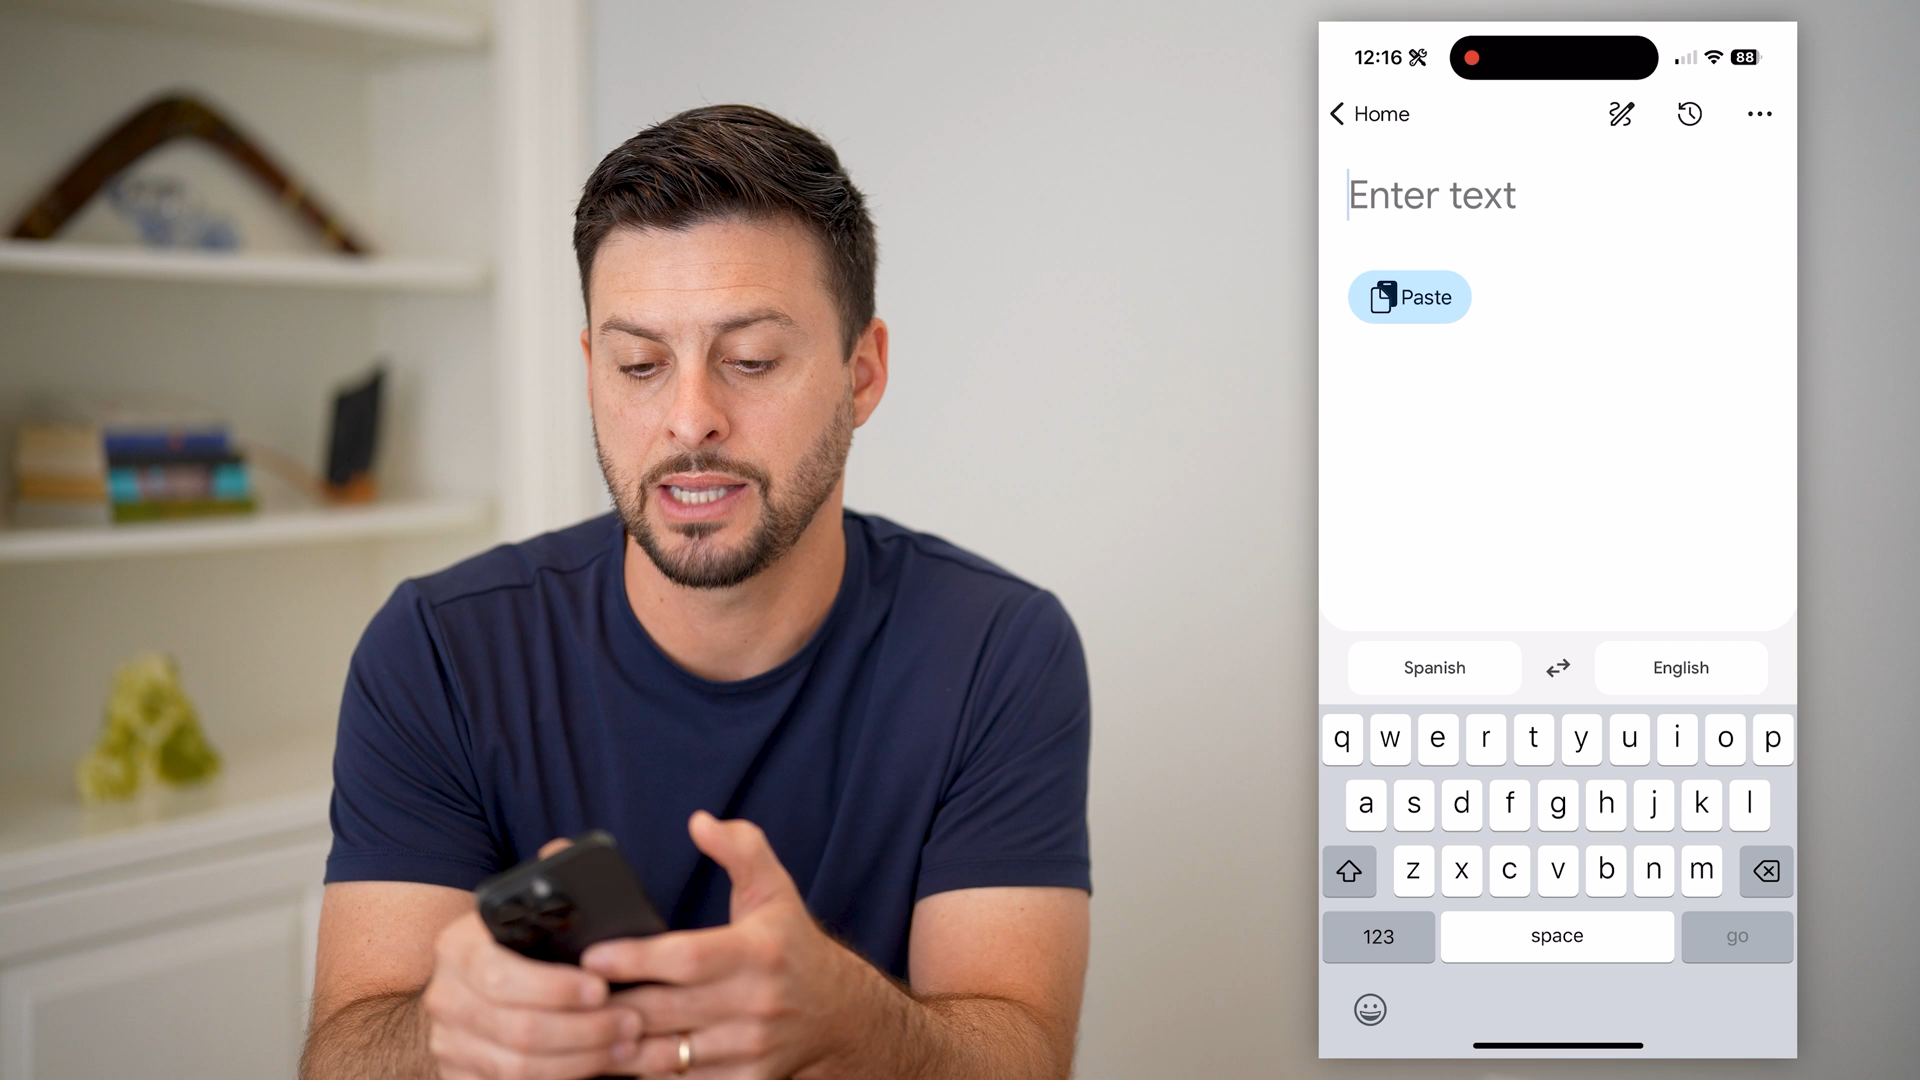 12:16
88
Home
Enter text
Paste
Spanish
English
q w e r t y u i o p
a s d f g h j k l
z x c v b n m
123
space
go